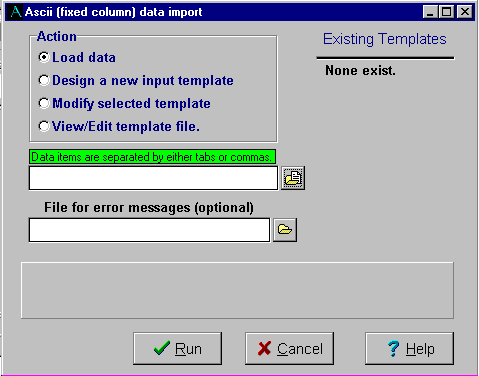 Ascii (fixed column) data import
Action
Load data
Design a new input template
Modify selected template
View/Edit template file.
Existing Templates
None exist.
Data items are separated by either tabs or commas.
File for error messages (optional)
Run
Cancel
Help